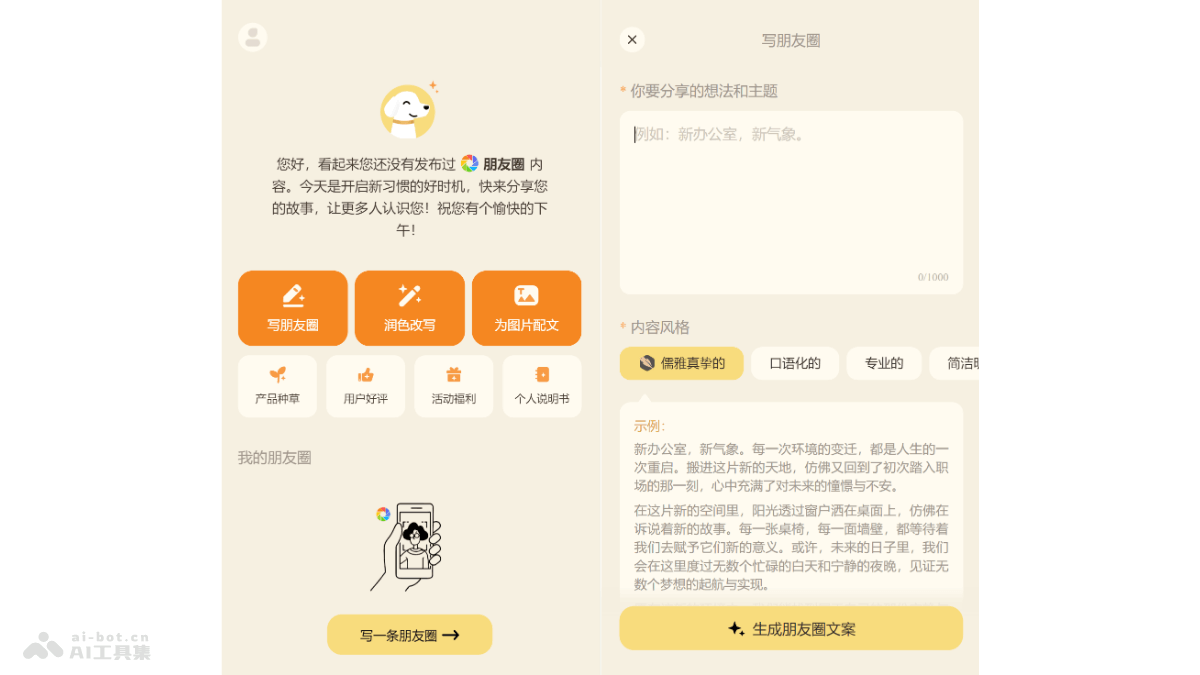 您好，看起来您还没有发布过 朋友圈 内
容。今天是开启新习惯的好时机，快来分享您
的故事，让更多人认识您！祝您有个愉快的下
午！
写朋友圈
润色改写
为图片配文
产品种草
用户好评
活动福利
个人说明书
我的朋友圈
写一条朋友圈
写朋友圈
* 你要分享的想法和主题
例如：新办公室，新气象。
0/1000
* 内容风格
儒雅真挚的
口语化的
专业的
简洁明
示例：
新办公室，新气象。每一次环境的变迁，都是人生的一
次重启。搬进这片新的天地，仿佛又回到了初次踏入职
场的那一刻，心中充满了对未来的憧憬与不安。
在这片新的空间里，阳光透过窗户洒在桌面上，仿佛在
诉说着新的故事。每一张桌椅，每一面墙壁，都等待着
我们去赋予它们新的意义。或许，未来的日子里，我们
会在这里度过无数个忙碌的白天和宁静的夜晚，见证无
数个梦想的起航与实现。
生成朋友圈文案
ai-bot.cn
AI工具集